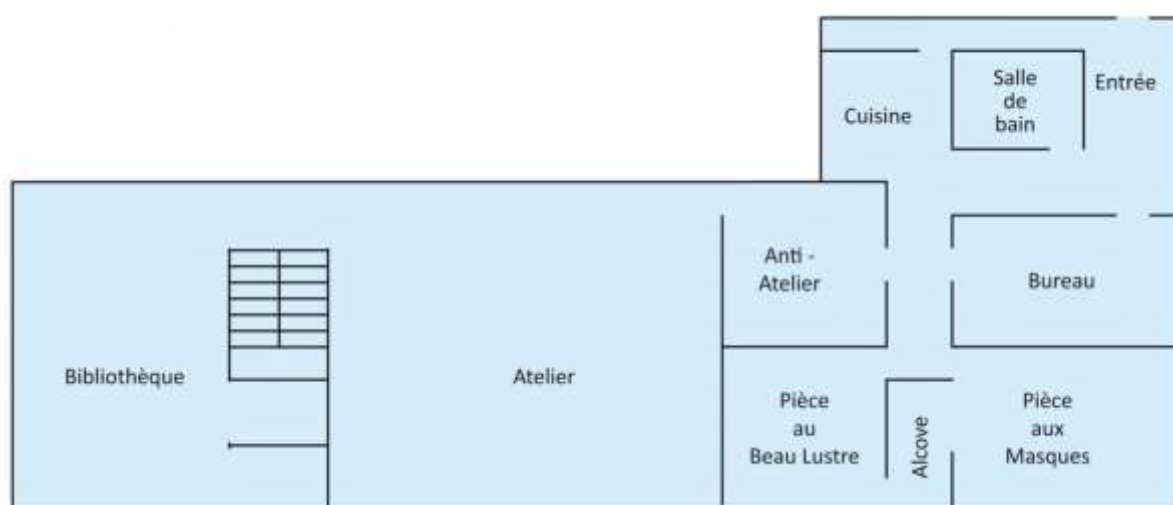 Salle
de
bain
Entrée
Cuisine
Anti -
Atelier
Bureau
Bibliothèque
Atelier
Pièce
au
Beau Lustre
Alcove
Pièce
aux
Masques